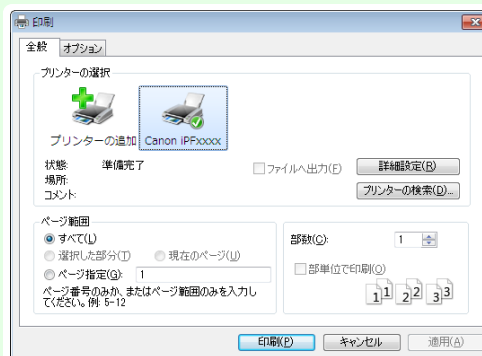 印刷
全般 オプション
プリンターの選択
プリンターの追加 Canon iPFxxxx
状態: 準備完了
場所:
コメント:
ファイルへ出力(F) 詳細設定(R)
プリンターの検索(D)...
ページ範囲
すべて(L)
選択した部分(T) 現在のページ(U)
ページ指定(G): 1
ページ番号のみか、またはページ範囲のみを入力し
てください。例: 5-12
部数(C): 1
部単位で印刷(O)
1 1 2 2 3 3
印刷(P) キャンセル 適用(A)